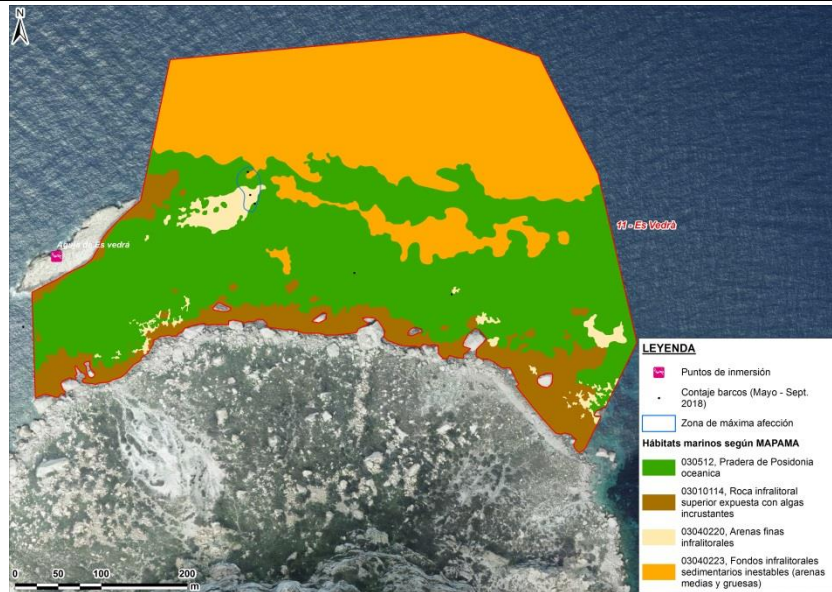 N
Agulla de Es vedrá
11 - Es Vedrà
LEYENDA
Puntos de inmersión
Contaje barcos (Mayo - Sept.
2018)
Zona de máxima afección
Hábitats marinos según MAPAMA
030512, Pradera de Posidonia
oceanica
03010114, Roca infralitoral
superior expuesta con algas
incrustantes
03040220, Arenas finas
infralitorales
03040223, Fondos infralitorales
sedimentarios inestables (arenas
medias y gruesas)
0 50 100 200
m